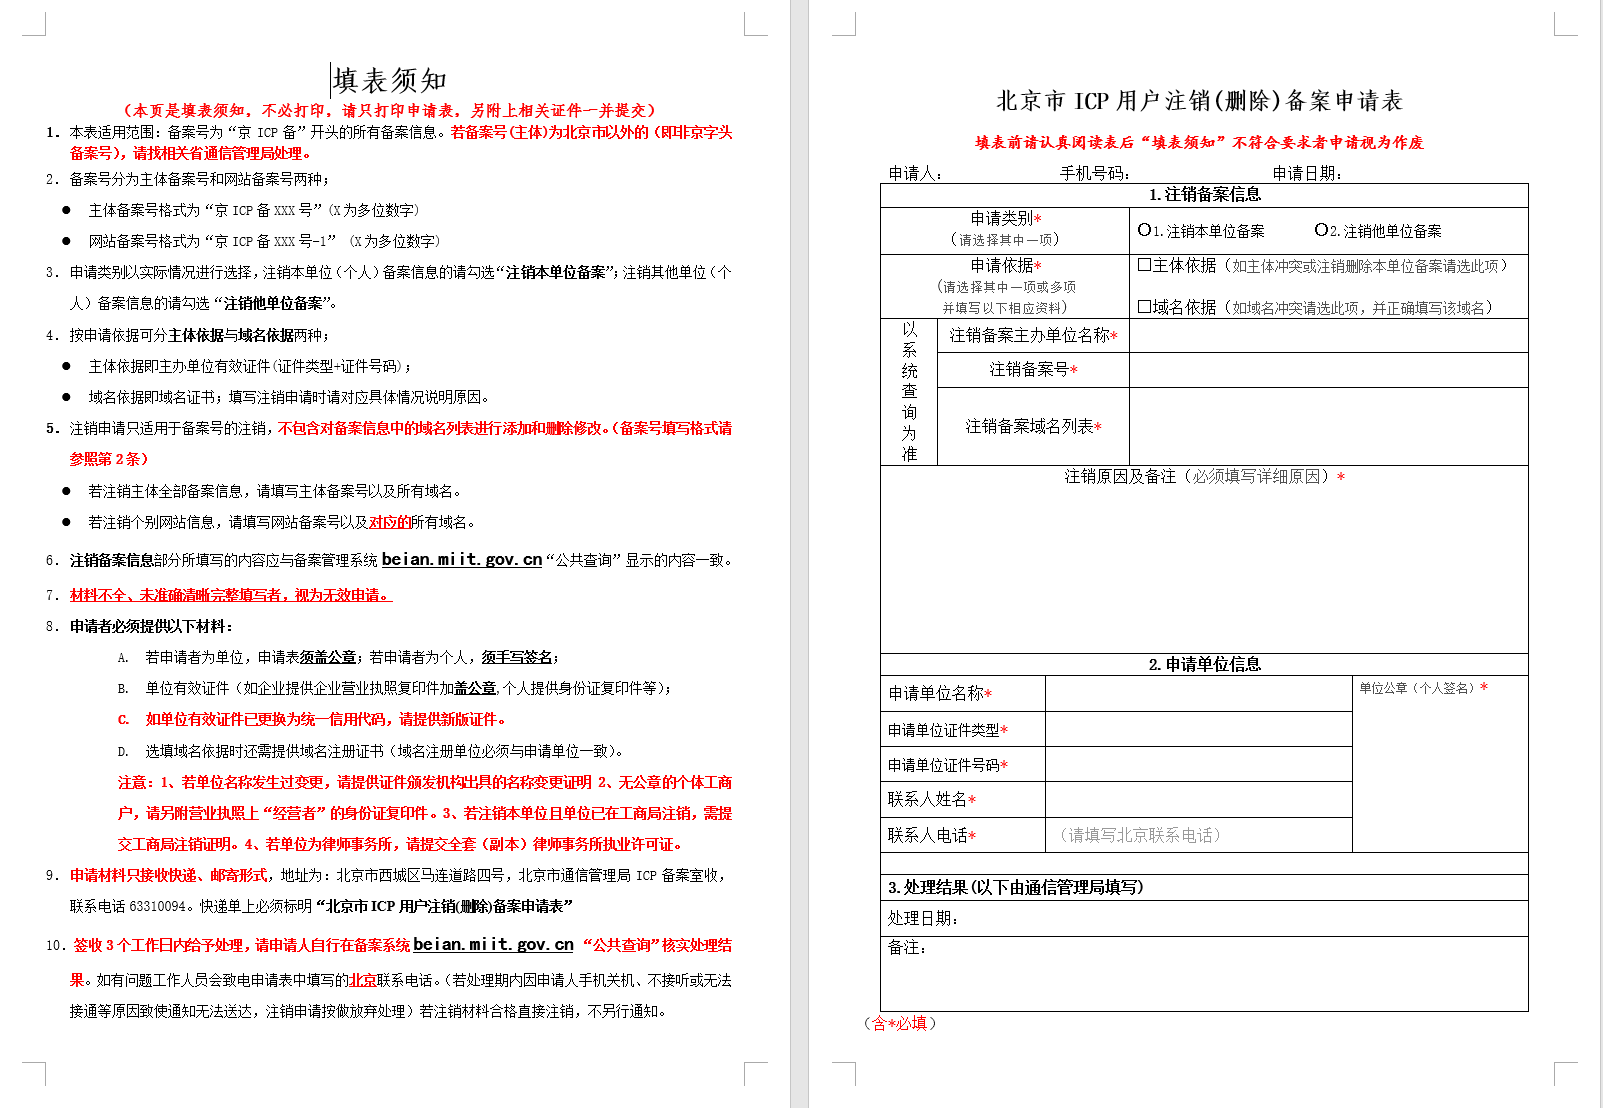 填表须知
（本页是填表须知，不必打印，请只打印申请表，另附上相关证件一并提交）
1. 本表适用范围：备案号为“京 ICP 备”开头的所有备案信息。若备案号(主体)为北京市以外的（即非京字头
备案号），请找相关省通信管理局处理。
2. 备案号分为主体备案号和网站备案号两种；
● 主体备案号格式为“京 ICP 备 XXX 号”（X 为多位数字）
● 网站备案号格式为“京 ICP 备 XXX 号-1”（X 为多位数字）
3. 申请类别以实际情况进行选择，注销本单位（个人）备案信息的请勾选“注销本单位备案”；注销其他单位（个
人）备案信息的请勾选“注销他单位备案”。
4. 按申请依据可分主体依据与域名依据两种；
● 主体依据即主办单位有效证件(证件类型+证件号码)；
● 域名依据即域名证书；填写注销申请时请对应具体情况说明原因。
5. 注销申请只适用于备案号的注销，不包含对备案信息中的域名列表进行添加和删除修改。（备案号填写格式请
参照第 2 条）
● 若注销主体全部备案信息，请填写主体备案号以及所有域名。
● 若注销个别网站信息，请填写网站备案号以及对应的所有域名。
6. 注销备案信息部分所填写的内容应与备案管理系统 beian.miit.gov.cn“公共查询”显示的内容一致。
7. 材料不全、未准确清晰完整填写者，视为无效申请。
8. 申请者必须提供以下材料：
A. 若申请者为单位，申请表须盖公章；若申请者为个人，须手写签名；
B. 单位有效证件（如企业提供企业营业执照复印件加盖公章,个人提供身份证复印件等）；
C. 如单位有效证件已更换为统一信用代码，请提供新版证件。
D. 选填域名依据时还需提供域名注册证书（域名注册单位必须与申请单位一致）。
注意：1、若单位名称发生过变更，请提供证件颁发机构出具的名称变更证明 2、无公章的个体工商
户，请另附营业执照上“经营者”的身份证复印件。3、若注销本单位且单位已在工商局注销，需提
交工商局注销证明。4、若单位为律师事务所，请提交全套（副本）律师事务所执业许可证。
9. 申请材料只接收快递、邮寄形式，地址为：北京市西城区马连道路四号，北京市通信管理局 ICP 备案室收，
联系电话 63310094。快递单上必须标明“北京市 ICP 用户注销(删除)备案申请表”
10. 签收 3 个工作日内给予处理，请申请人自行在备案系统 beian.miit.gov.cn “公共查询”核实处理结
果。如有问题工作人员会致电申请表中填写的北京联系电话。（若处理期内因申请人手机关机、不接听或无法
接通等原因致使通知无法送达，注销申请按做放弃处理）若注销材料合格直接注销，不另行通知。
北京市 ICP 用户注销(删除)备案申请表
填表前请认真阅读表后“填表须知”不符合要求者申请视为作废
申请人： 手机号码： 申请日期：
1.注销备案信息
申请类别*
（请选择其中一项）
1.注销本单位备案 2.注销他单位备案
申请依据*
（请选择其中一项或多项
并填写以下相应资料）
□主体依据（如主体冲突或注销删除本单位备案请选此项）
□域名依据（如域名冲突请选此项，并正确填写该域名）
以系统查询为准
注销备案主办单位名称*
注销备案号*
注销备案域名列表*
注销原因及备注（必须填写详细原因）*
2.申请单位信息
申请单位名称*
单位公章（个人签名）*
申请单位证件类型*
申请单位证件号码*
联系人姓名*
联系人电话* （请填写北京联系电话）
3.处理结果(以下由通信管理局填写)
处理日期：
备注：
（含*必填）